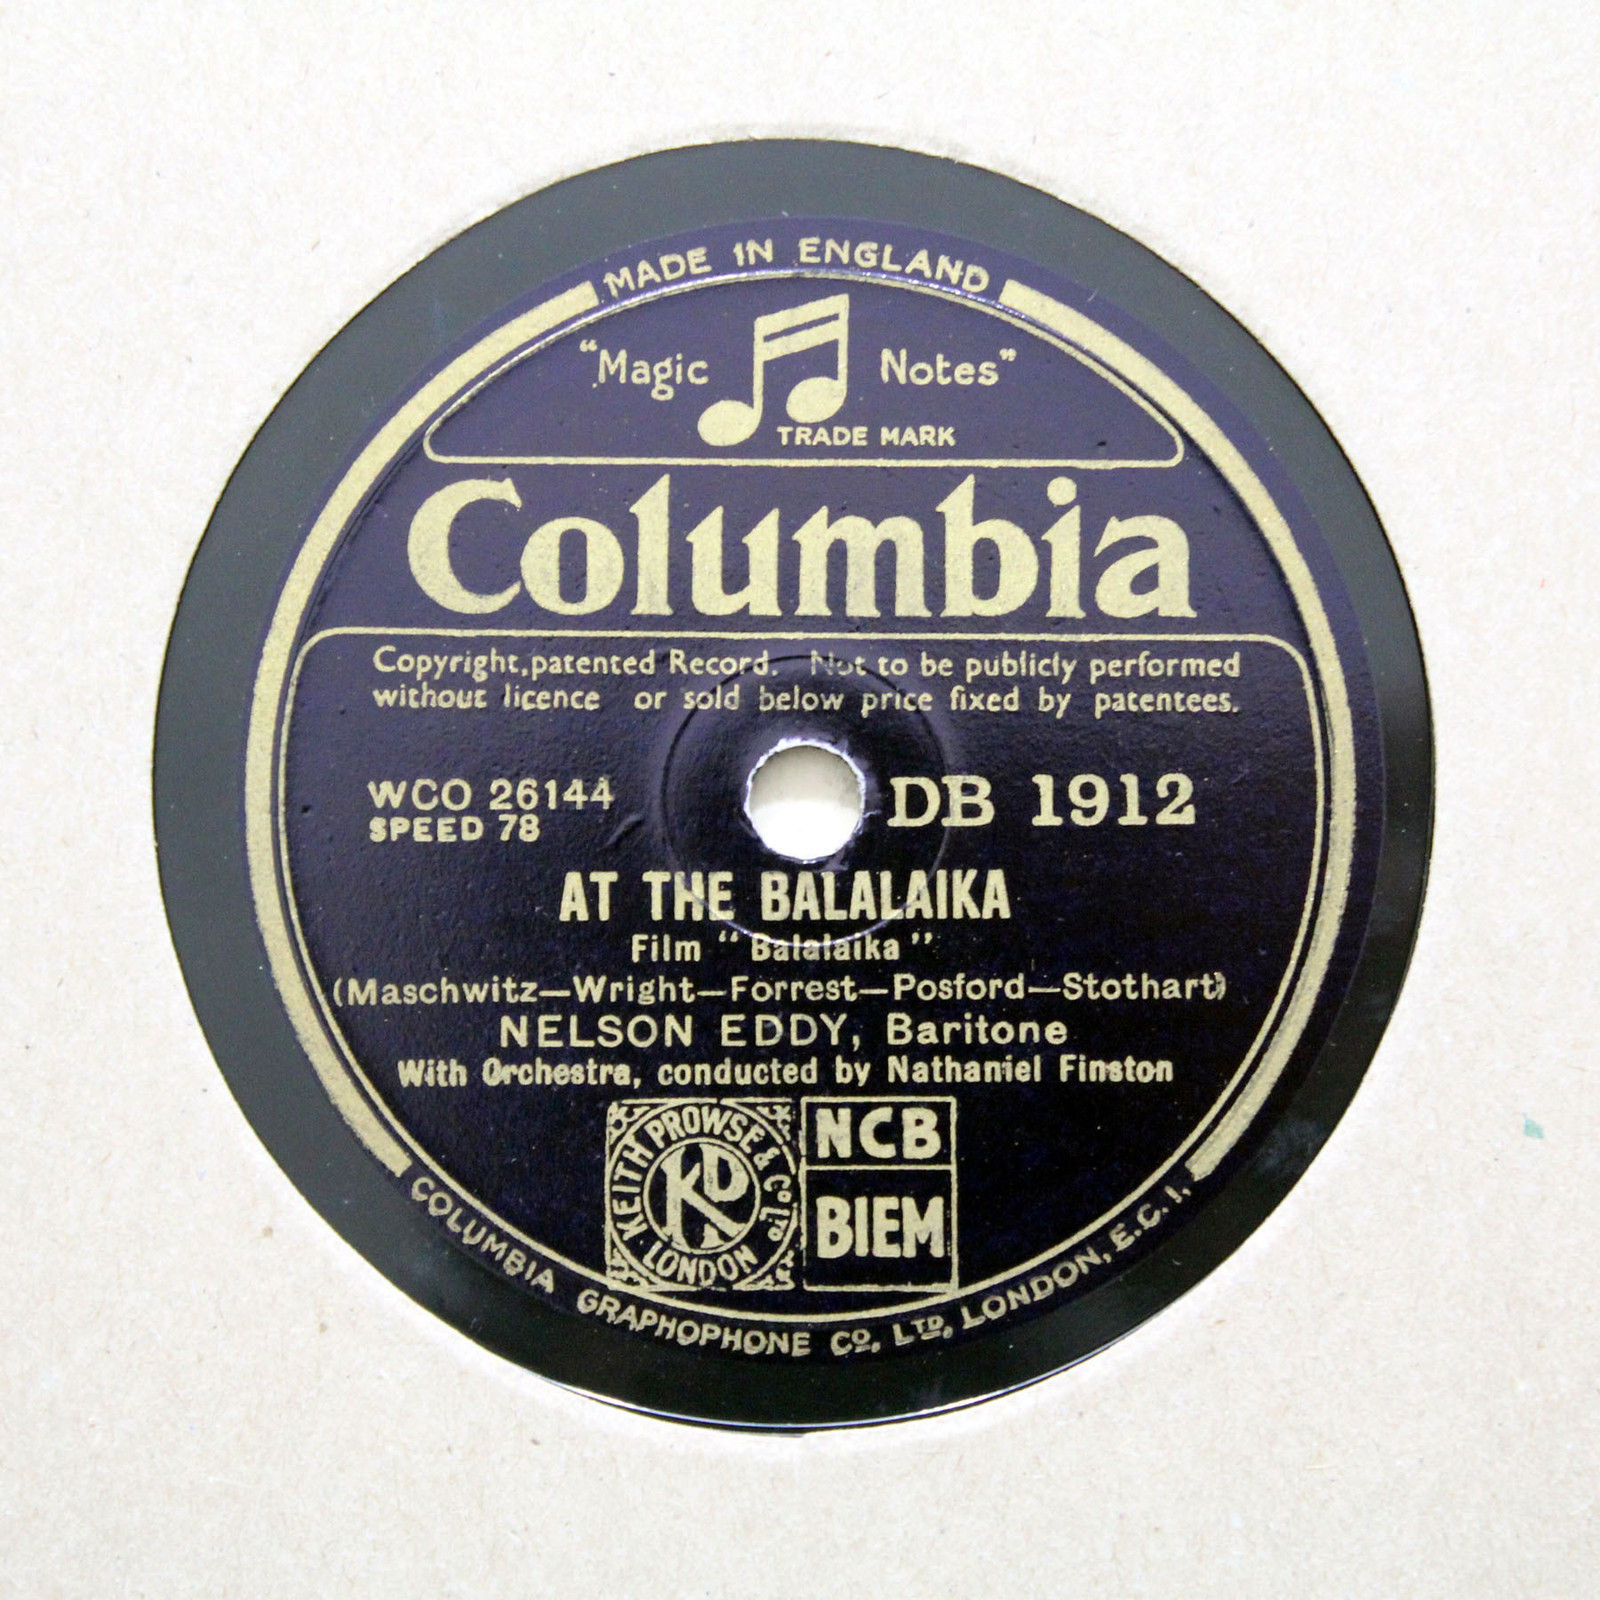 MADE IN ENGLAND
"Magic Notes"
TRADE MARK
Columbia
Copyright, patented Record. Not to be publicly performed
without licence or sold below price fixed by patentees.
WCO 26144
SPEED 78
DB 1912
AT THE BALALAIKA
Film "Balalaika"
(Maschwitz—Wright—Forrest—Posford—Stothart)
NELSON EDDY, Baritone
With Orchestra, conducted by Nathaniel Finston
KEITH PROWSE & Co LTD
LONDON
KP
NCB
BIEM
COLUMBIA GRAPHOPHONE Co. LTD. LONDON, E.C.1.